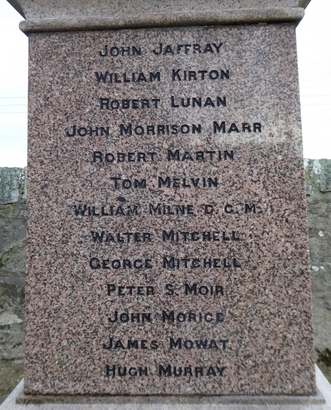 JOHN JAFFRAY
WILLIAM KIRTON
ROBERT LUNAN
JOHN MORRISON MARR
ROBERT MARTIN
TOM MELVIN
WILLIAM MILNE D.C.M.
WALTER MITCHELL
GEORGE MITCHELL
PETER S. MOIR
JOHN MORICE
JAMES MOWAT
HUGH MURRAY